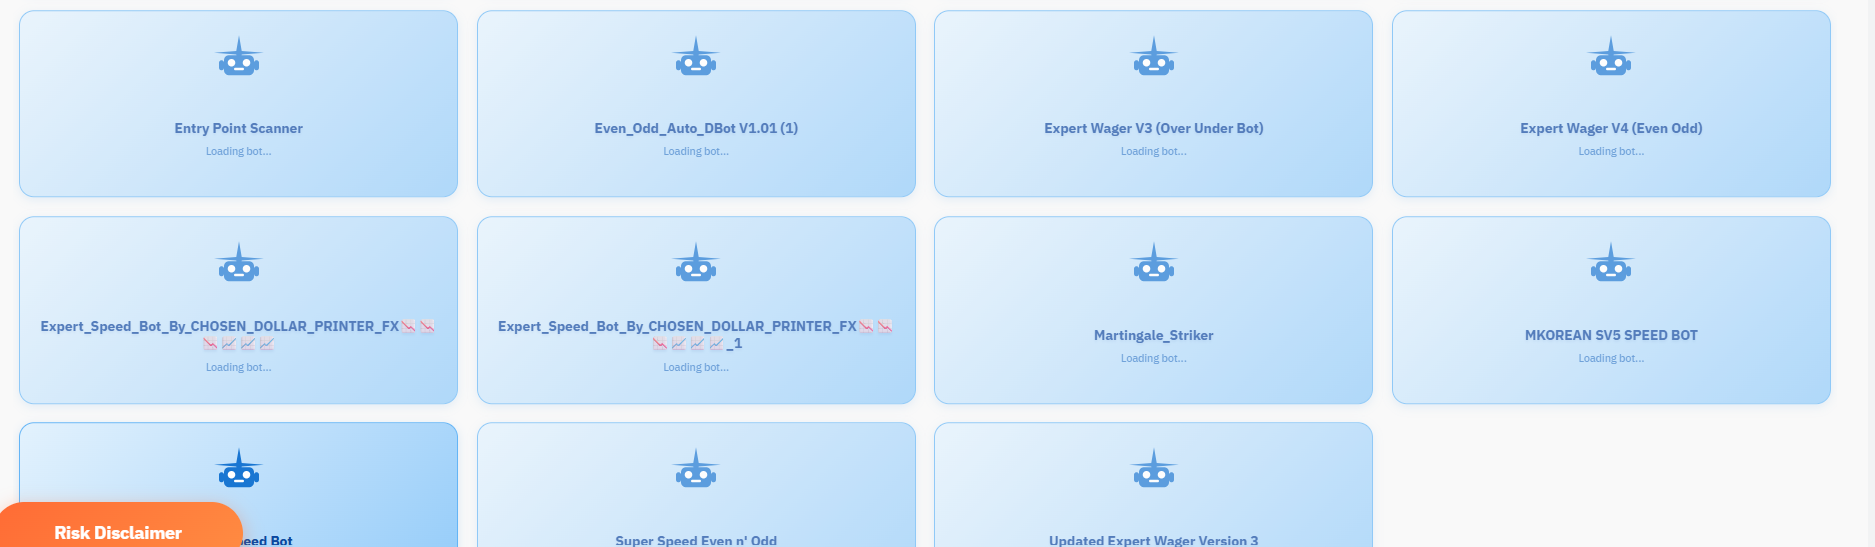 Entry Point Scanner
Loading bot...
Even_Odd_Auto_DBot V1.01 (1)
Loading bot...
Expert Wager V3 (Over Under Bot)
Loading bot...
Expert Wager V4 (Even Odd)
Loading bot...
Expert_Speed_Bot_By_CHOSEN_DOLLAR_PRINTER_FX📉📉
📉📈📈📈
Loading bot...
Expert_Speed_Bot_By_CHOSEN_DOLLAR_PRINTER_FX📉📉
📉📈📈📈_1
Loading bot...
Martingale_Striker
Loading bot...
MKOREAN SV5 SPEED BOT
Loading bot...
Bot
Super Speed Even n' Odd
Updated Expert Wager Version 3
Risk Disclaimer